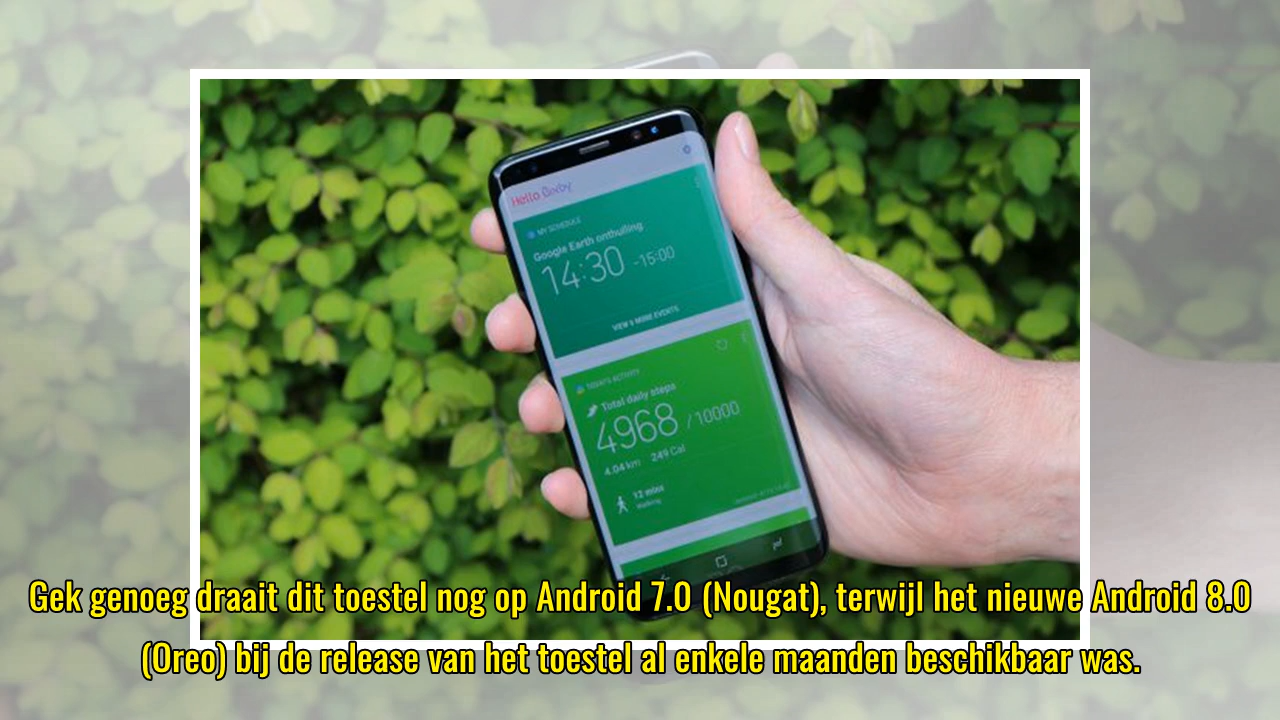 Hello Bixby
MY SCHEDULE
Google Earth onthulling
14:30 -15:00
VIEW 6 MORE EVENTS
TODAY'S ACTIVITY
Total daily steps
4968 / 10000
4.04 km 249 Cal
12 mins
Walking
Gek genoeg draait dit toestel nog op Android 7.0 (Nougat), terwijl het nieuwe Android 8.0
(Oreo) bij de release van het toestel al enkele maanden beschikbaar was.